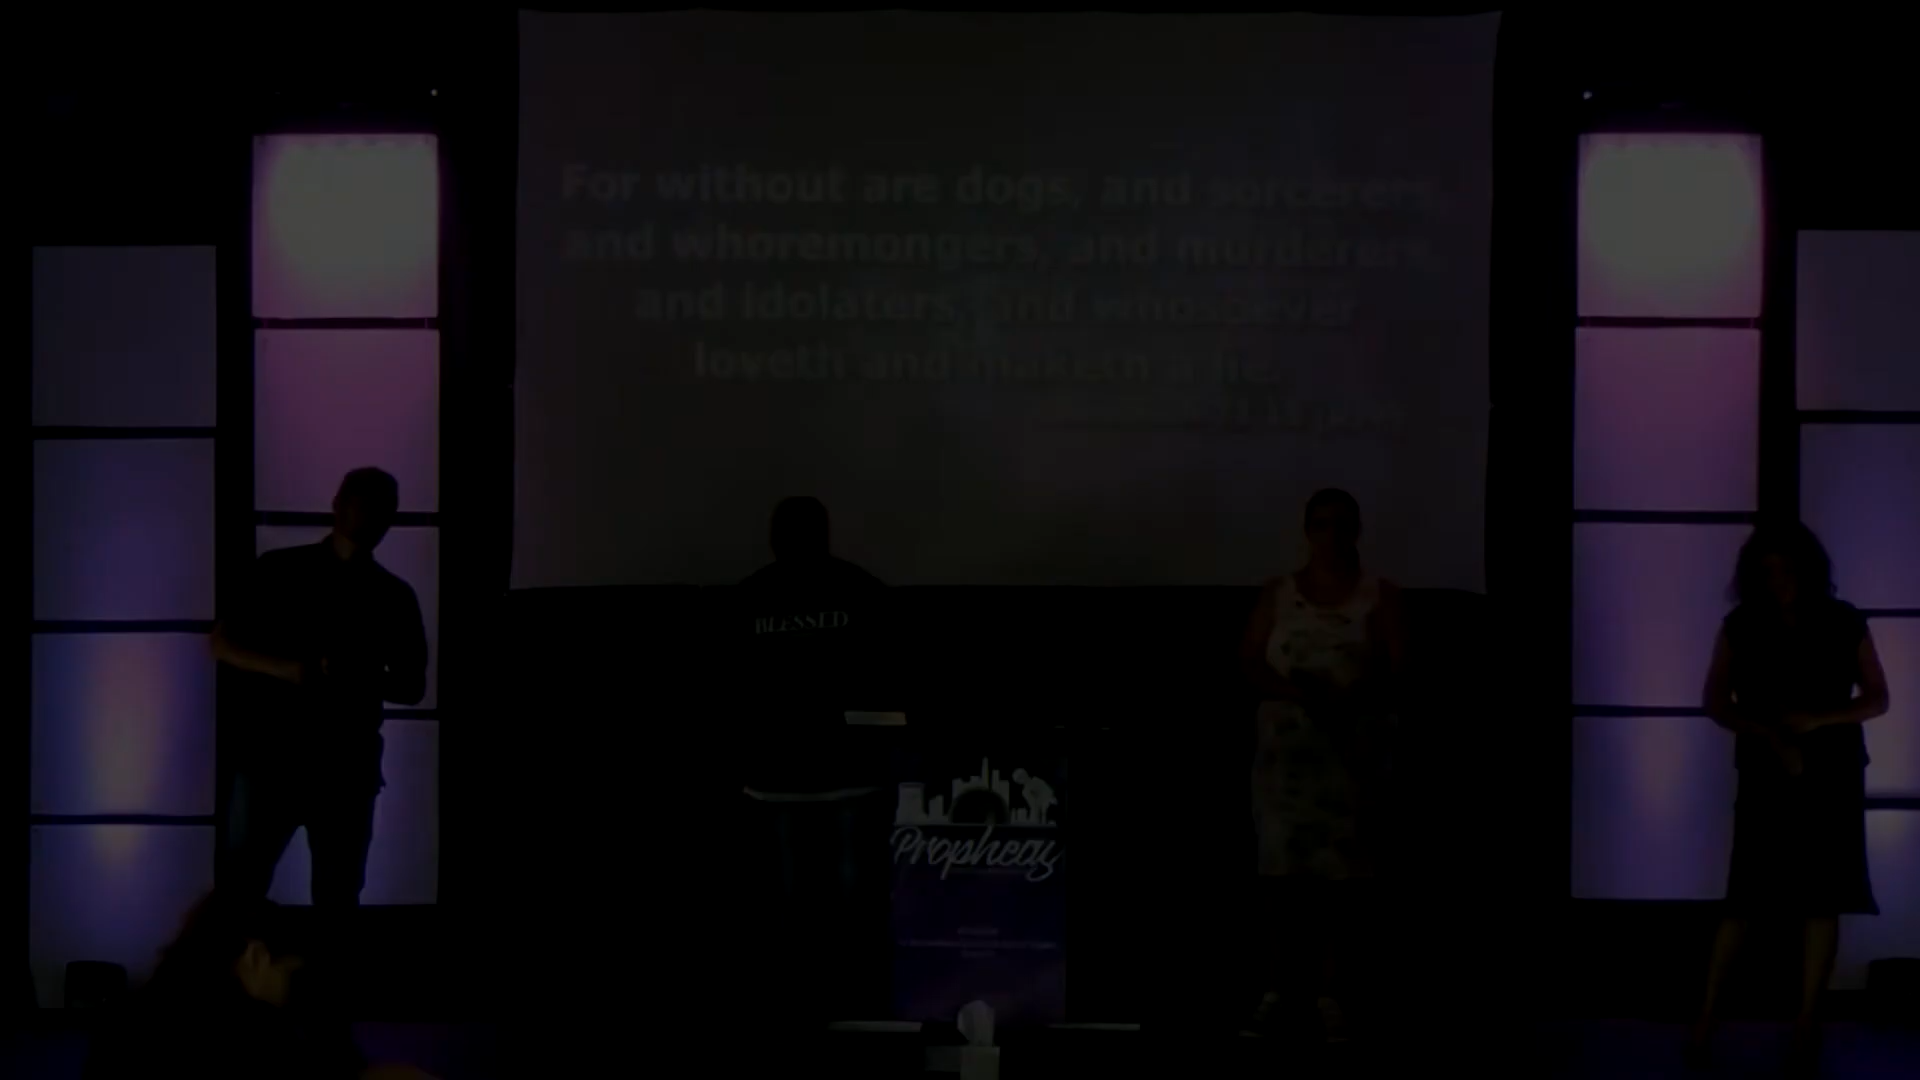 For without are dogs, and sorcerers,
and whoremongers, and murderers,
and idolaters, and whosoever
loveth and maketh a lie.
BLESSED
Prophecy